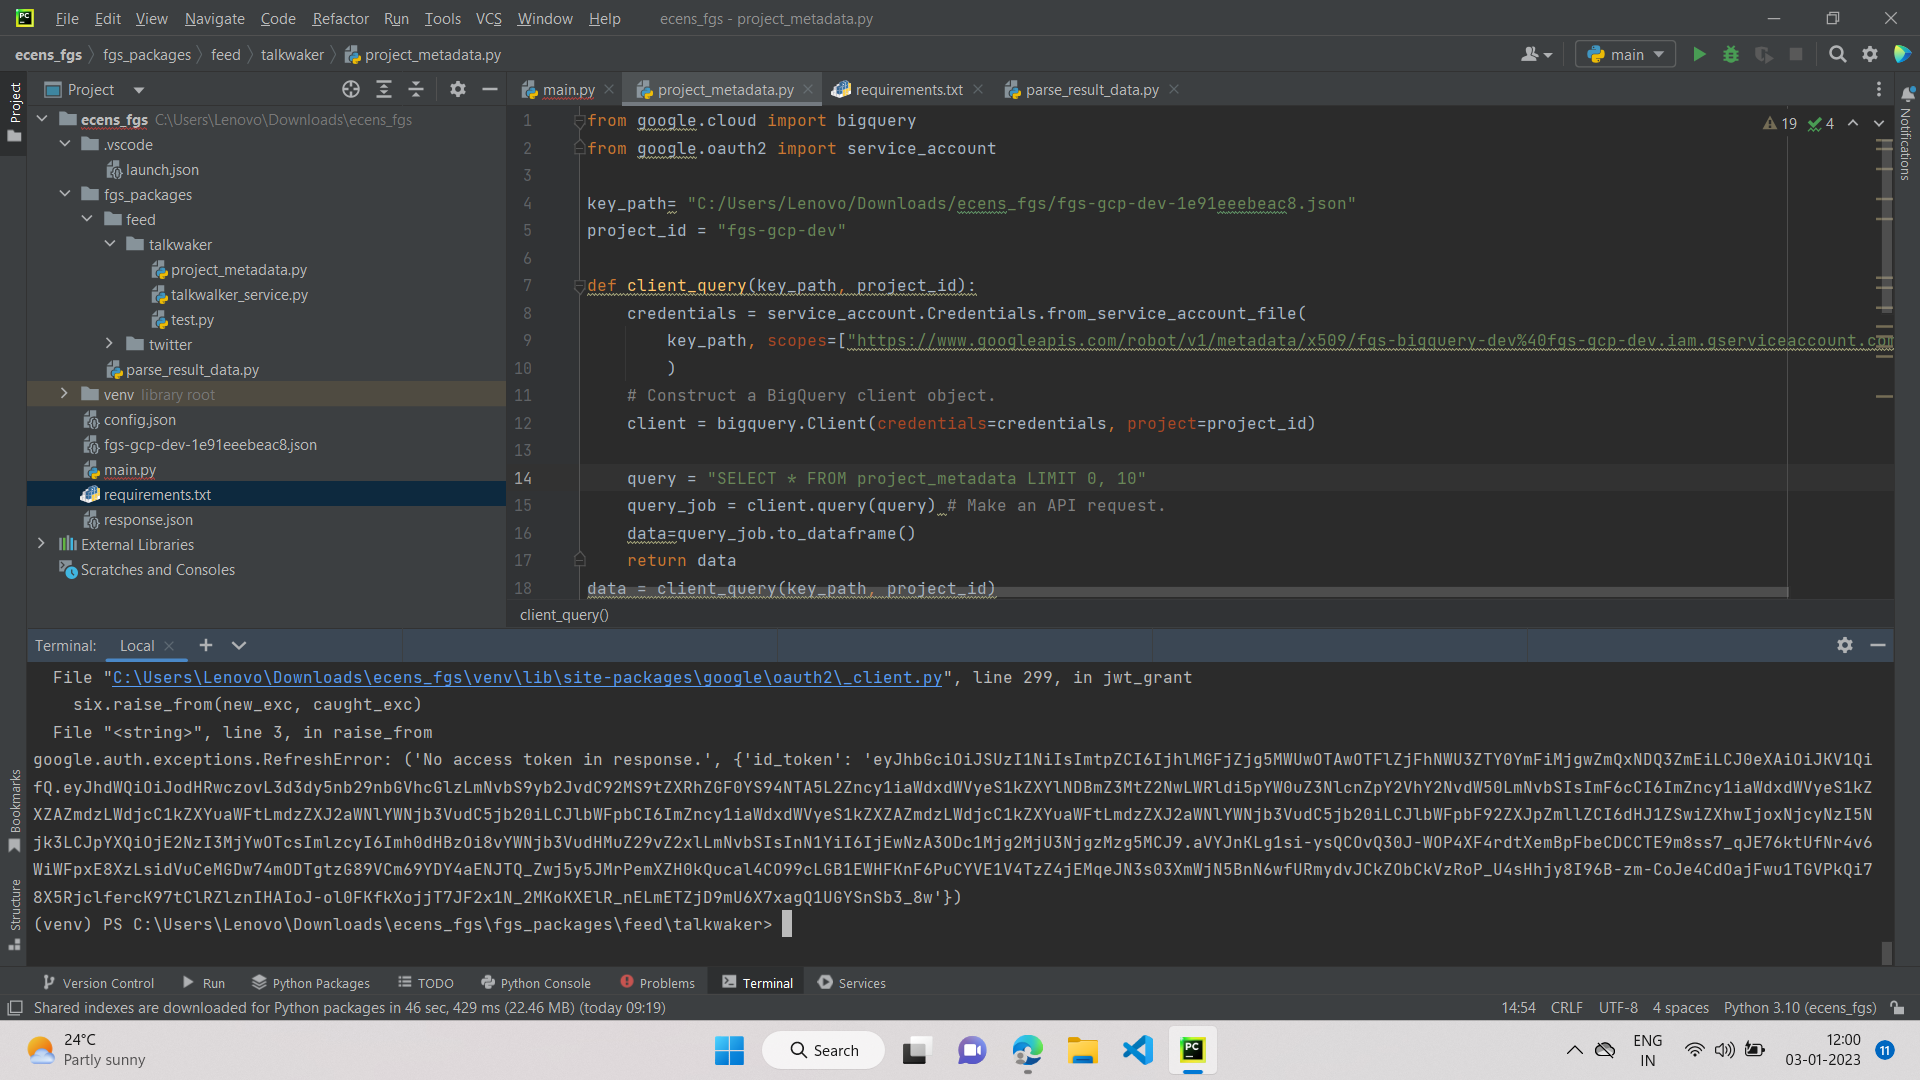 File Edit View Navigate Code Refactor Run Tools VCS Window Help ecens_fgs - project_metadata.py
ecens_fgs fgs_packages feed talkwaker project_metadata.py main
Project
main.py project_metadata.py requirements.txt parse_result_data.py
Project
ecens_fgs C:\Users\Lenovo\Downloads\ecens_fgs
.vscode
launch.json
fgs_packages
feed
talkwaker
project_metadata.py
talkwalker_service.py
test.py
twitter
parse_result_data.py
venv library root
config.json
fgs-gcp-dev-1e91eeebeac8.json
main.py
requirements.txt
response.json
External Libraries
Scratches and Consoles
19 4
Notifications
1 from google.cloud import bigquery
2 from google.oauth2 import service_account
3
4 key_path= "C:/Users/Lenovo/Downloads/ecens_fgs/fgs-gcp-dev-1e91eeebeac8.json"
5 project_id = "fgs-gcp-dev"
6
7 def client_query(key_path, project_id):
8 credentials = service_account.Credentials.from_service_account_file(
9 key_path, scopes=["https://www.googleapis.com/robot/v1/metadata/x509/fgs-bigquery-dev%40fgs-gcp-dev.iam.gserviceaccount.com
10 )
11 # Construct a BigQuery client object.
12 client = bigquery.Client(credentials=credentials, project=project_id)
13
14 query = "SELECT * FROM project_metadata LIMIT 0, 10"
15 query_job = client.query(query) # Make an API request.
16 data=query_job.to_dataframe()
17 return data
18 data = client_query(key_path, project_id)
client_query()
Terminal: Local
File "C:\Users\Lenovo\Downloads\ecens_fgs\venv\lib\site-packages\google\oauth2\_client.py", line 299, in jwt_grant
six.raise_from(new_exc, caught_exc)
File "<string>", line 3, in raise_from
google.auth.exceptions.RefreshError: ('No access token in response.', {'id_token':
(venv) PS C:\Users\Lenovo\Downloads\ecens_fgs\fgs_packages\feed\talkwaker>
Bookmarks
Structure
Version Control Run Python Packages TODO Python Console Problems Terminal Services
Shared indexes are downloaded for Python packages in 46 sec, 429 ms (22.46 MB) (today 09:19) 14:54 CRLF UTF-8 4 spaces Python 3.10 (ecens_fgs)
24°C
Partly sunny
Search
ENG
IN
12:00
03-01-2023
11